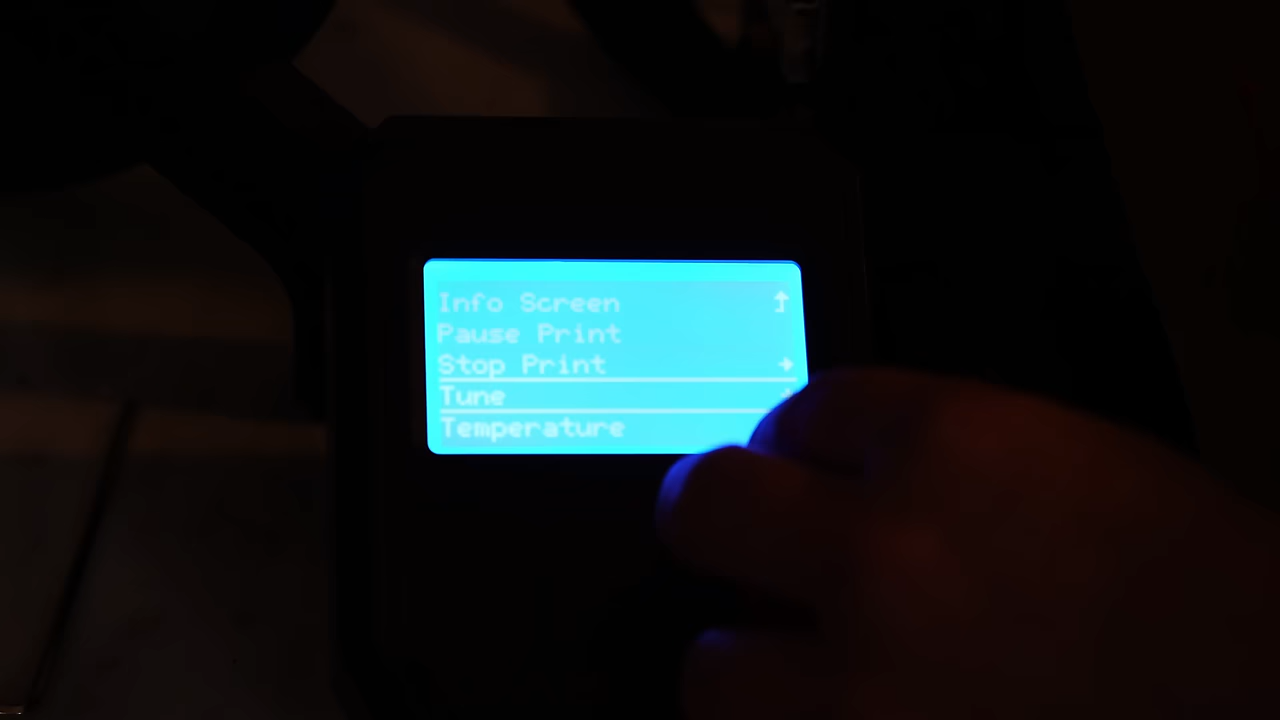 Info Screen
Pause Print
Stop Print
Tune
Temperature